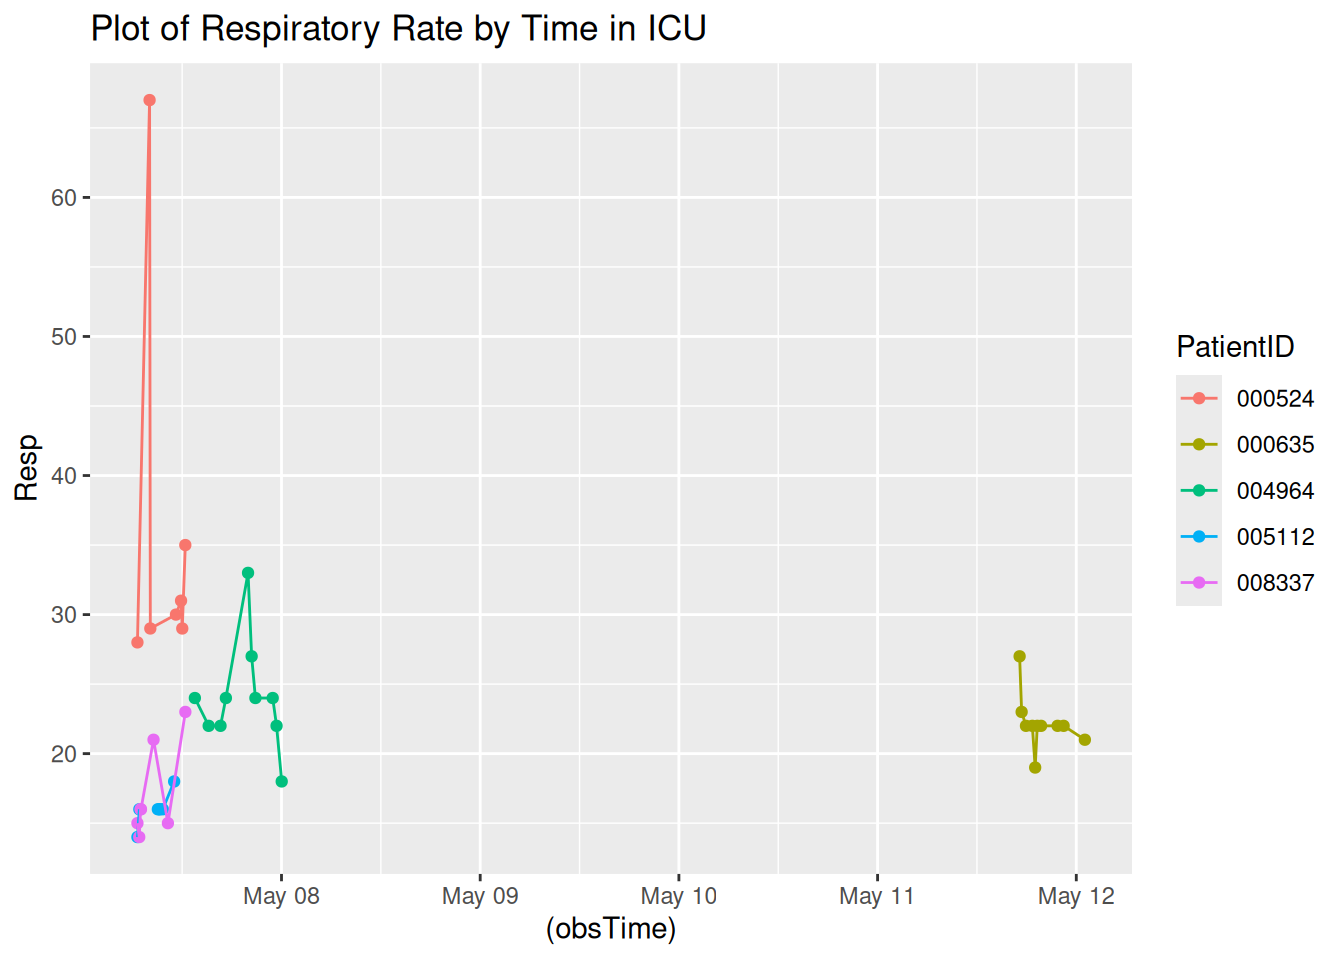 Plot of Respiratory Rate by Time in ICU
60
50
40
30
20
Resp
May 08
May 09
May 10
May 11
May 12
(obsTime)
PatientID
000524
000635
004964
005112
008337